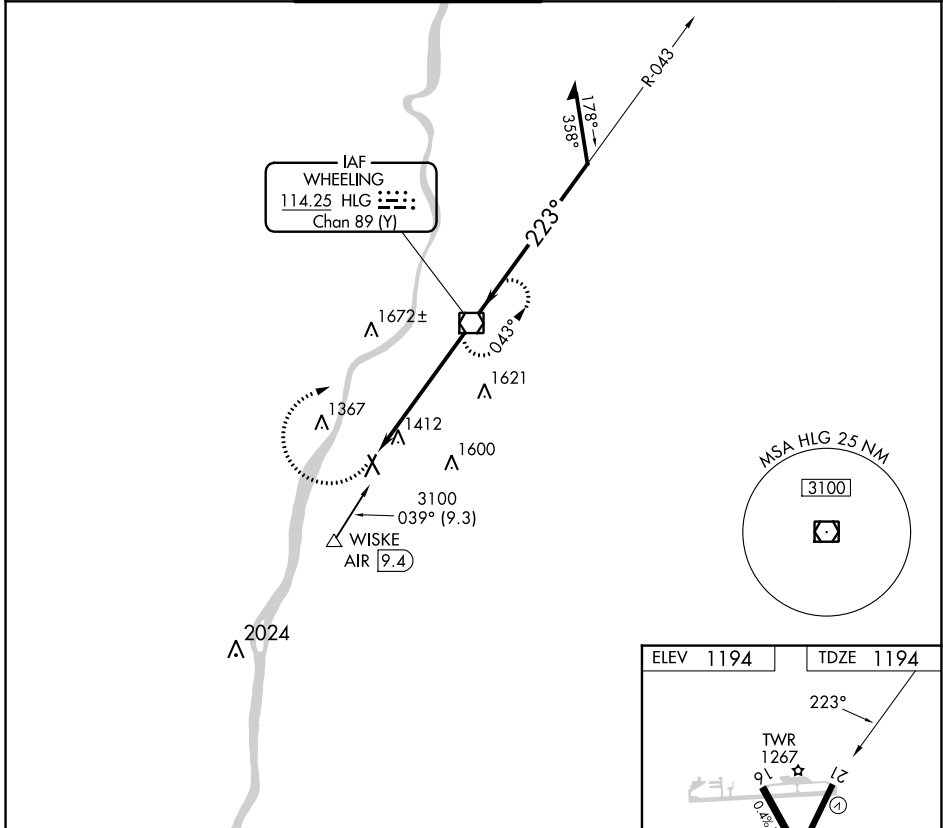 R-043
178°
358°
IAF
WHEELING
114.25 HLG
Chan 89 (Y)
223°
1672±
043°
1621
1367
1412
1600
3100
039° (9.3)
WISKE
AIR 9.4
MSA HLG 25 NM
3100
2024
ELEV 1194
TDZE 1194
223°
TWR
1267
16
21
0.4%
V